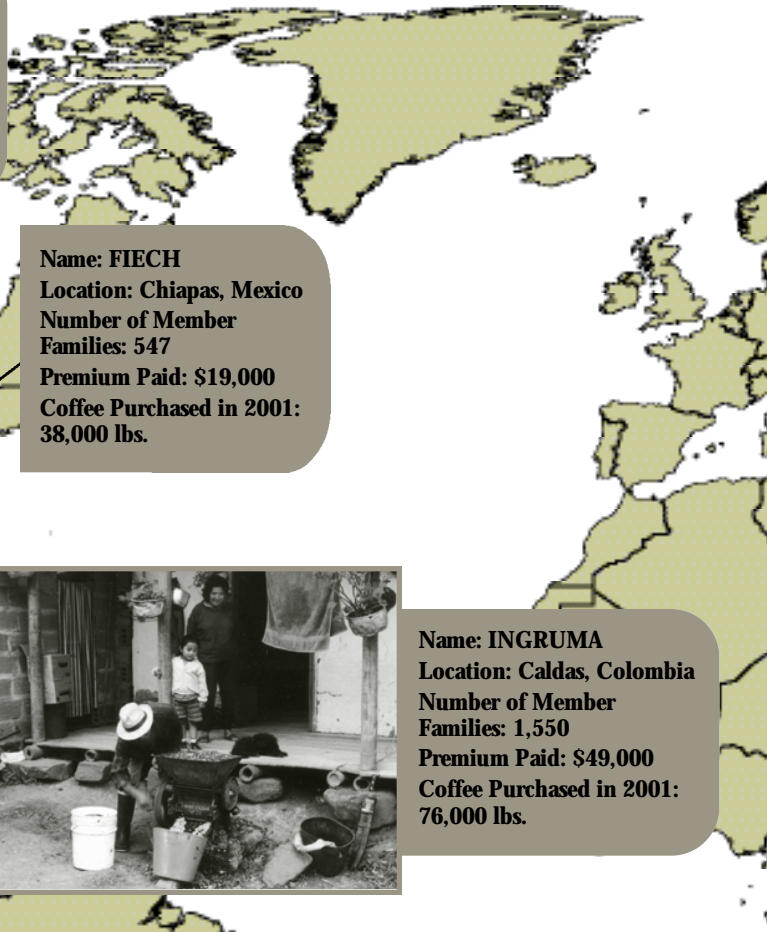 Name: FIECH
Location: Chiapas, Mexico
Number of Member
Families: 547
Premium Paid: $19,000
Coffee Purchased in 2001:
38,000 lbs.
Name: INGRUMA
Location: Caldas, Colombia
Number of Member
Families: 1,550
Premium Paid: $49,000
Coffee Purchased in 2001:
76,000 lbs.